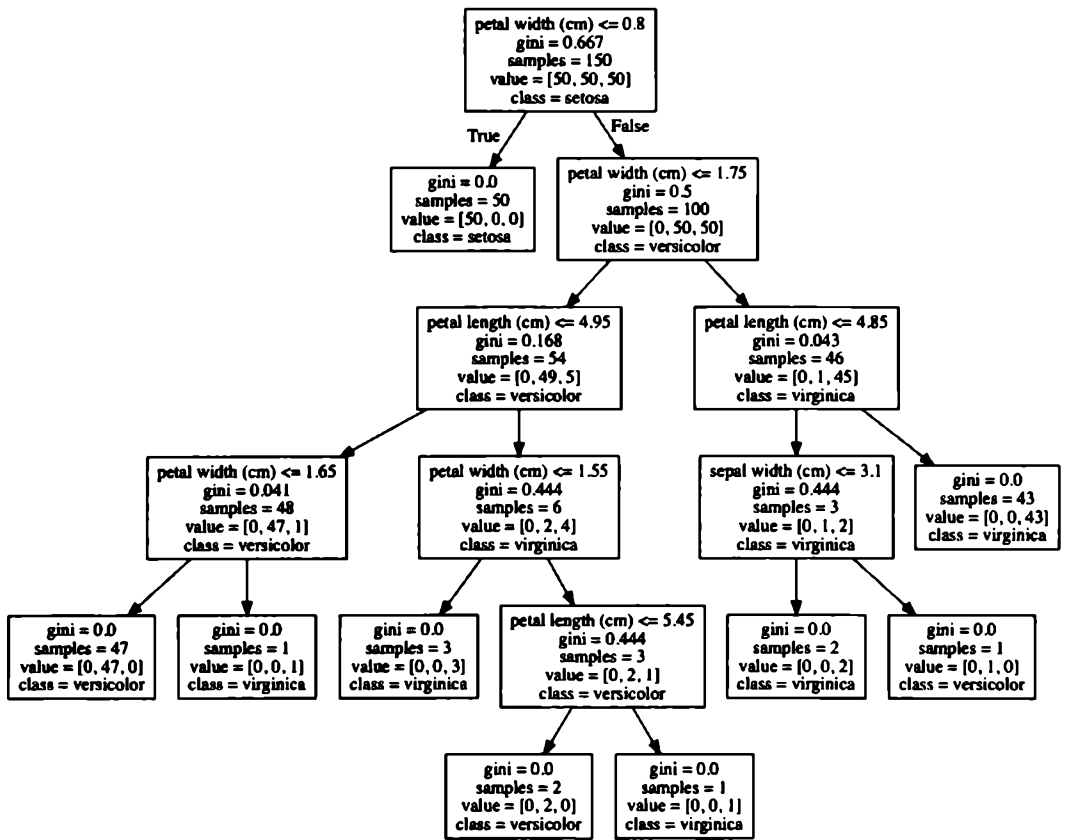 petal width (cm) <= 0.8
gini = 0.667
samples = 150
value = [50, 50, 50]
class = setosa
True
False
gini = 0.0
samples = 50
value = [50, 0, 0]
class = setosa
petal width (cm) <= 1.75
gini = 0.5
samples = 100
value = [0, 50, 50]
class = versicolor
petal length (cm) <= 4.95
gini = 0.168
samples = 54
value = [0, 49, 5]
class = versicolor
petal length (cm) <= 4.85
gini = 0.043
samples = 46
value = [0, 1, 45]
class = virginica
petal width (cm) <= 1.65
gini = 0.041
samples = 48
value = [0, 47, 1]
class = versicolor
petal width (cm) <= 1.55
gini = 0.444
samples = 6
value = [0, 2, 4]
class = virginica
sepal width (cm) <= 3.1
gini = 0.444
samples = 3
value = [0, 1, 2]
class = virginica
gini = 0.0
samples = 43
value = [0, 0, 43]
class = virginica
gini = 0.0
samples = 47
value = [0, 47, 0]
class = versicolor
gini = 0.0
samples = 1
value = [0, 0, 1]
class = virginica
gini = 0.0
samples = 3
value = [0, 0, 3]
class = virginica
petal length (cm) <= 5.45
gini = 0.444
samples = 3
value = [0, 2, 1]
class = versicolor
gini = 0.0
samples = 2
value = [0, 0, 2]
class = virginica
gini = 0.0
samples = 1
value = [0, 1, 0]
class = versicolor
gini = 0.0
samples = 2
value = [0, 2, 0]
class = versicolor
gini = 0.0
samples = 1
value = [0, 0, 1]
class = virginica